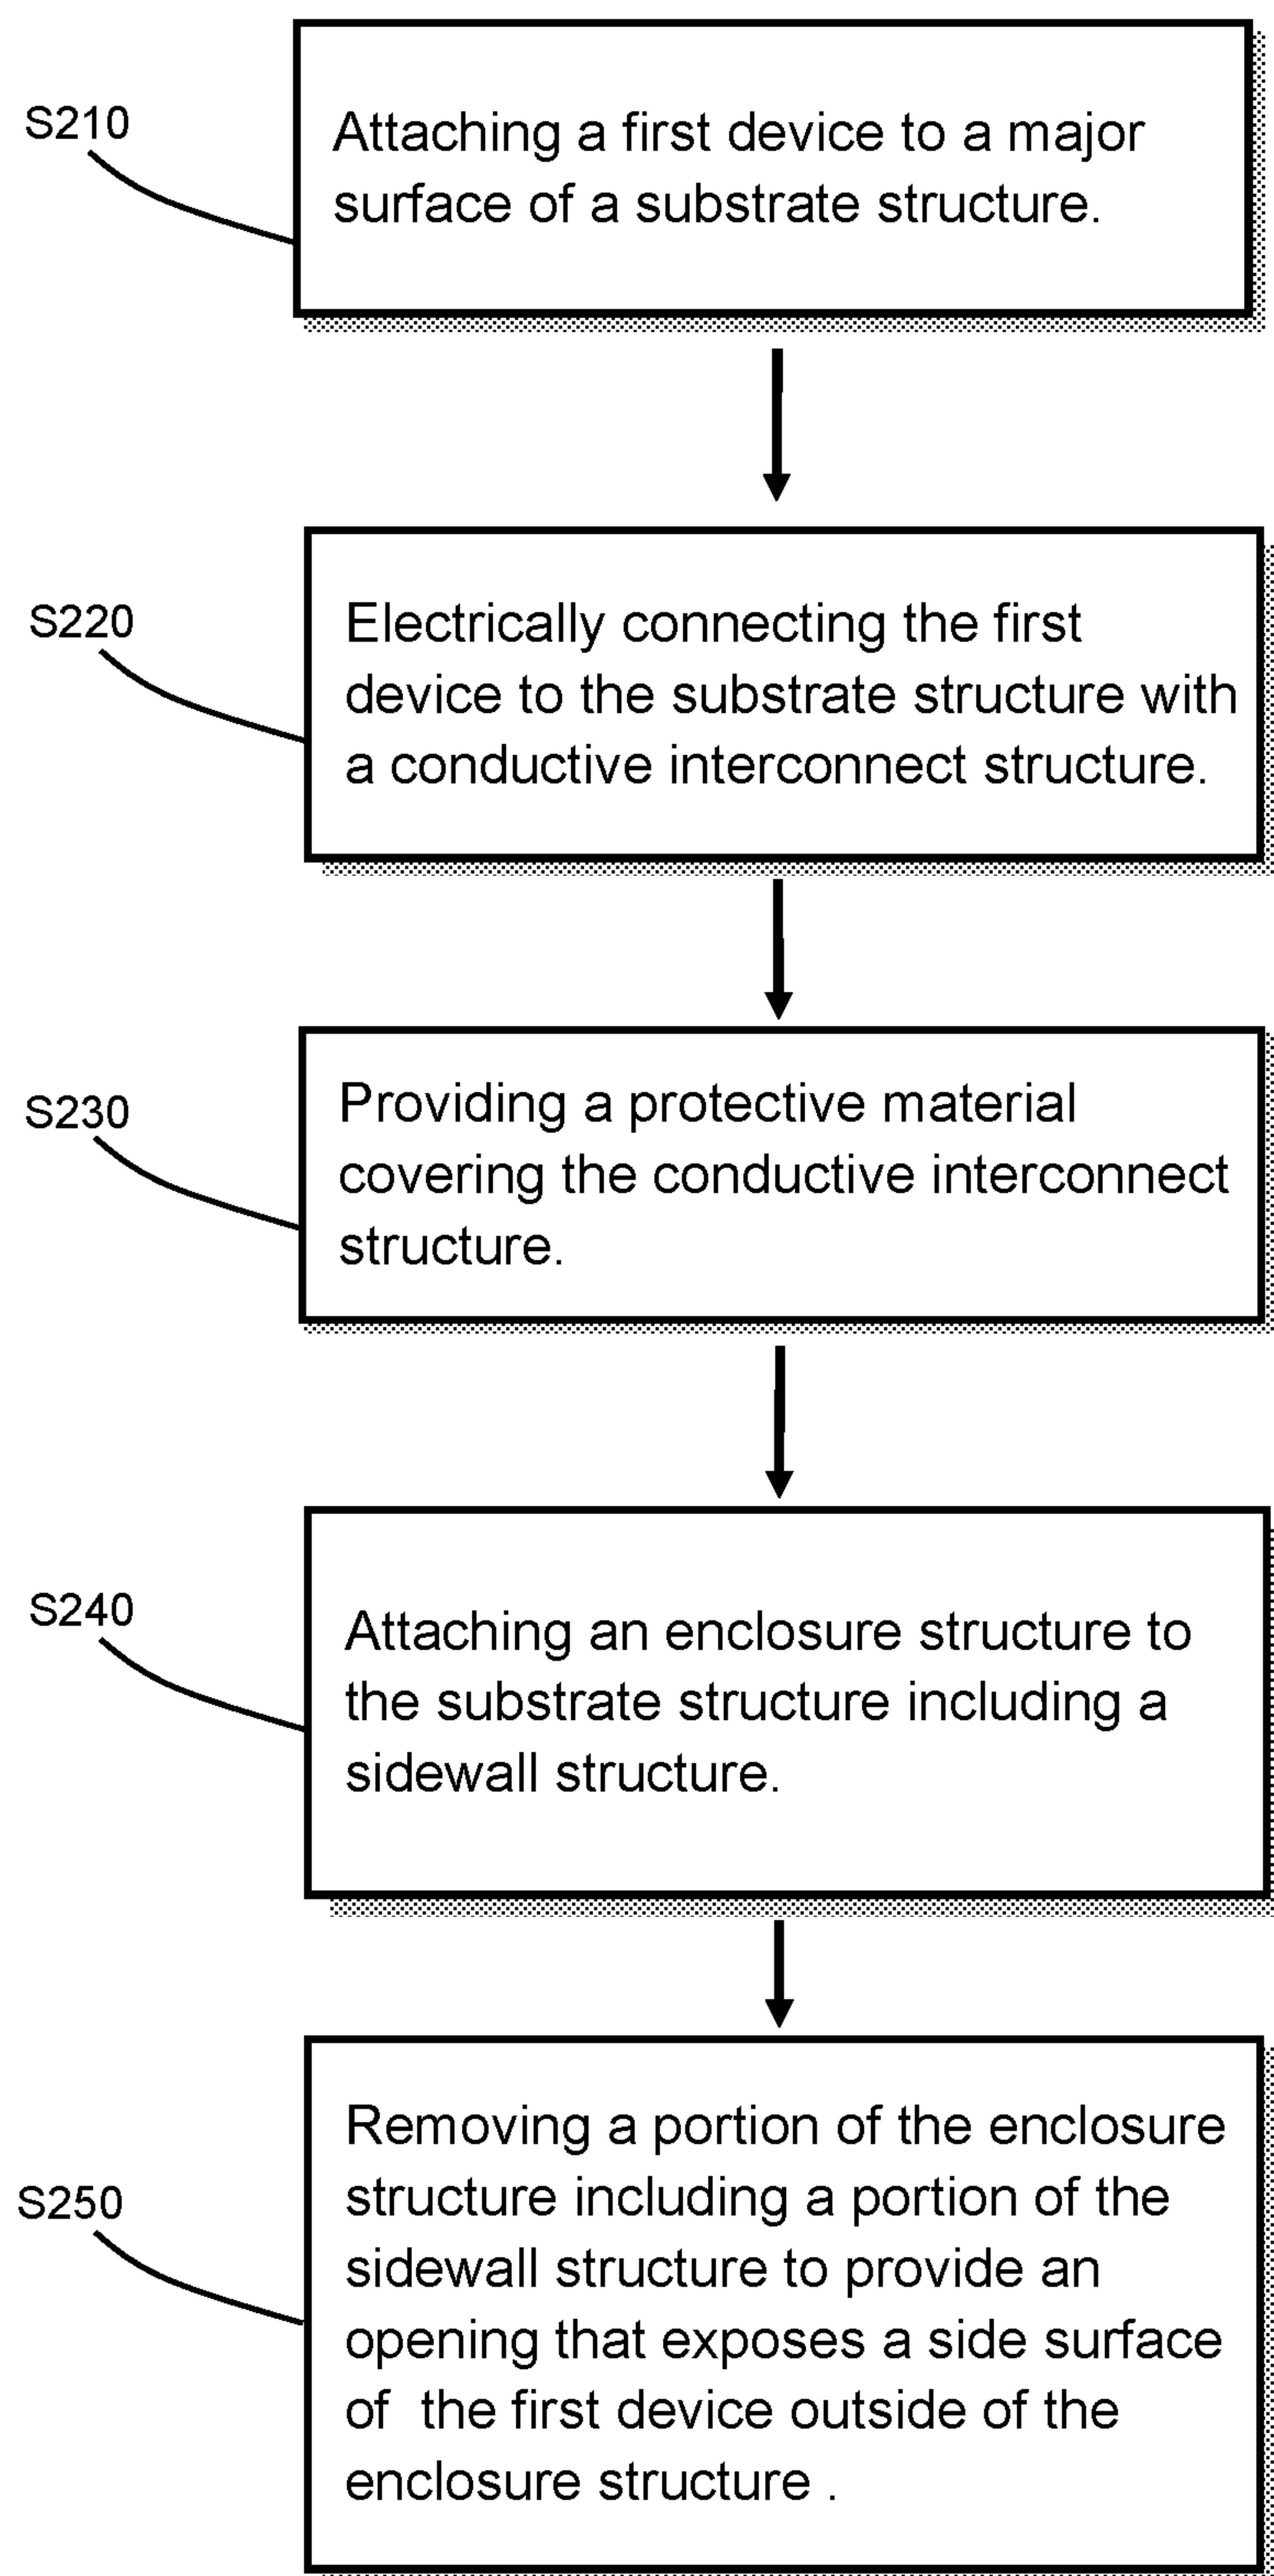 S210
Attaching a first device to a major
surface of a substrate structure.
S220
Electrically connecting the first
device to the substrate structure with
a conductive interconnect structure.
S230
Providing a protective material
covering the conductive interconnect
structure.
S240
Attaching an enclosure structure to
the substrate structure including a
sidewall structure.
S250
Removing a portion of the enclosure
structure including a portion of the
sidewall structure to provide an
opening that exposes a side surface
of  the first device outside of the
enclosure structure .